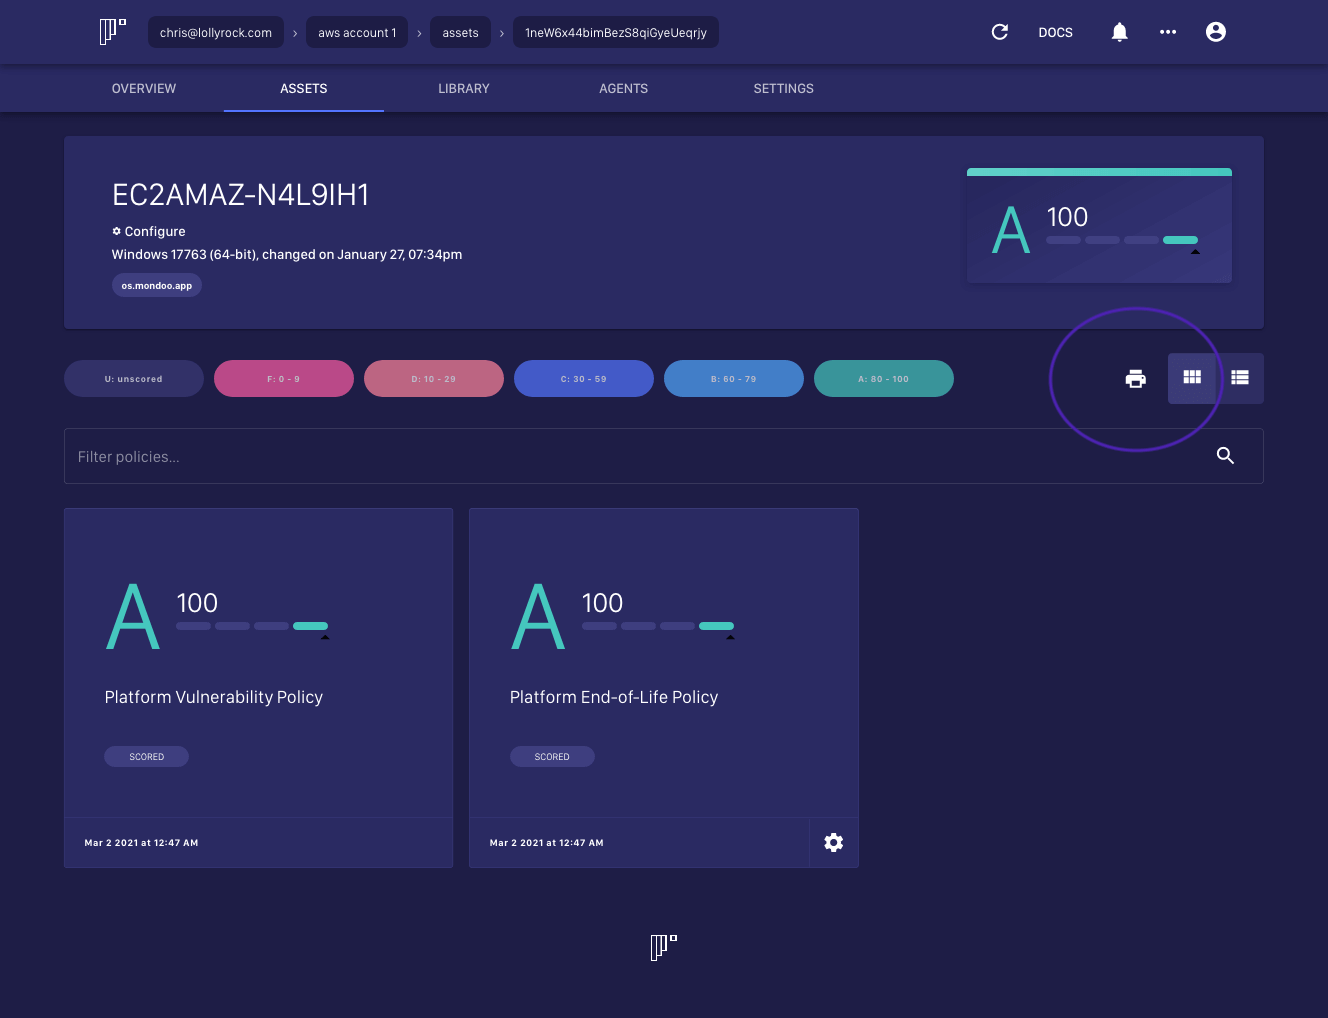 chris@lollyrock.com › aws account 1 › assets › 1neW6x44bimBezS8qiGyeUeqrjy DOCS
OVERVIEW ASSETS LIBRARY AGENTS SETTINGS
EC2AMAZ-N4L9IH1
Configure
Windows 17763 (64-bit), changed on January 27, 07:34pm
os.mondoo.app
A 100
U: unscored F: 0 - 9 D: 10 - 29 C: 30 - 59 B: 60 - 79 A: 80 - 100
Filter policies...
A 100
Platform Vulnerability Policy
SCORED
Mar 2 2021 at 12:47 AM
A 100
Platform End-of-Life Policy
SCORED
Mar 2 2021 at 12:47 AM